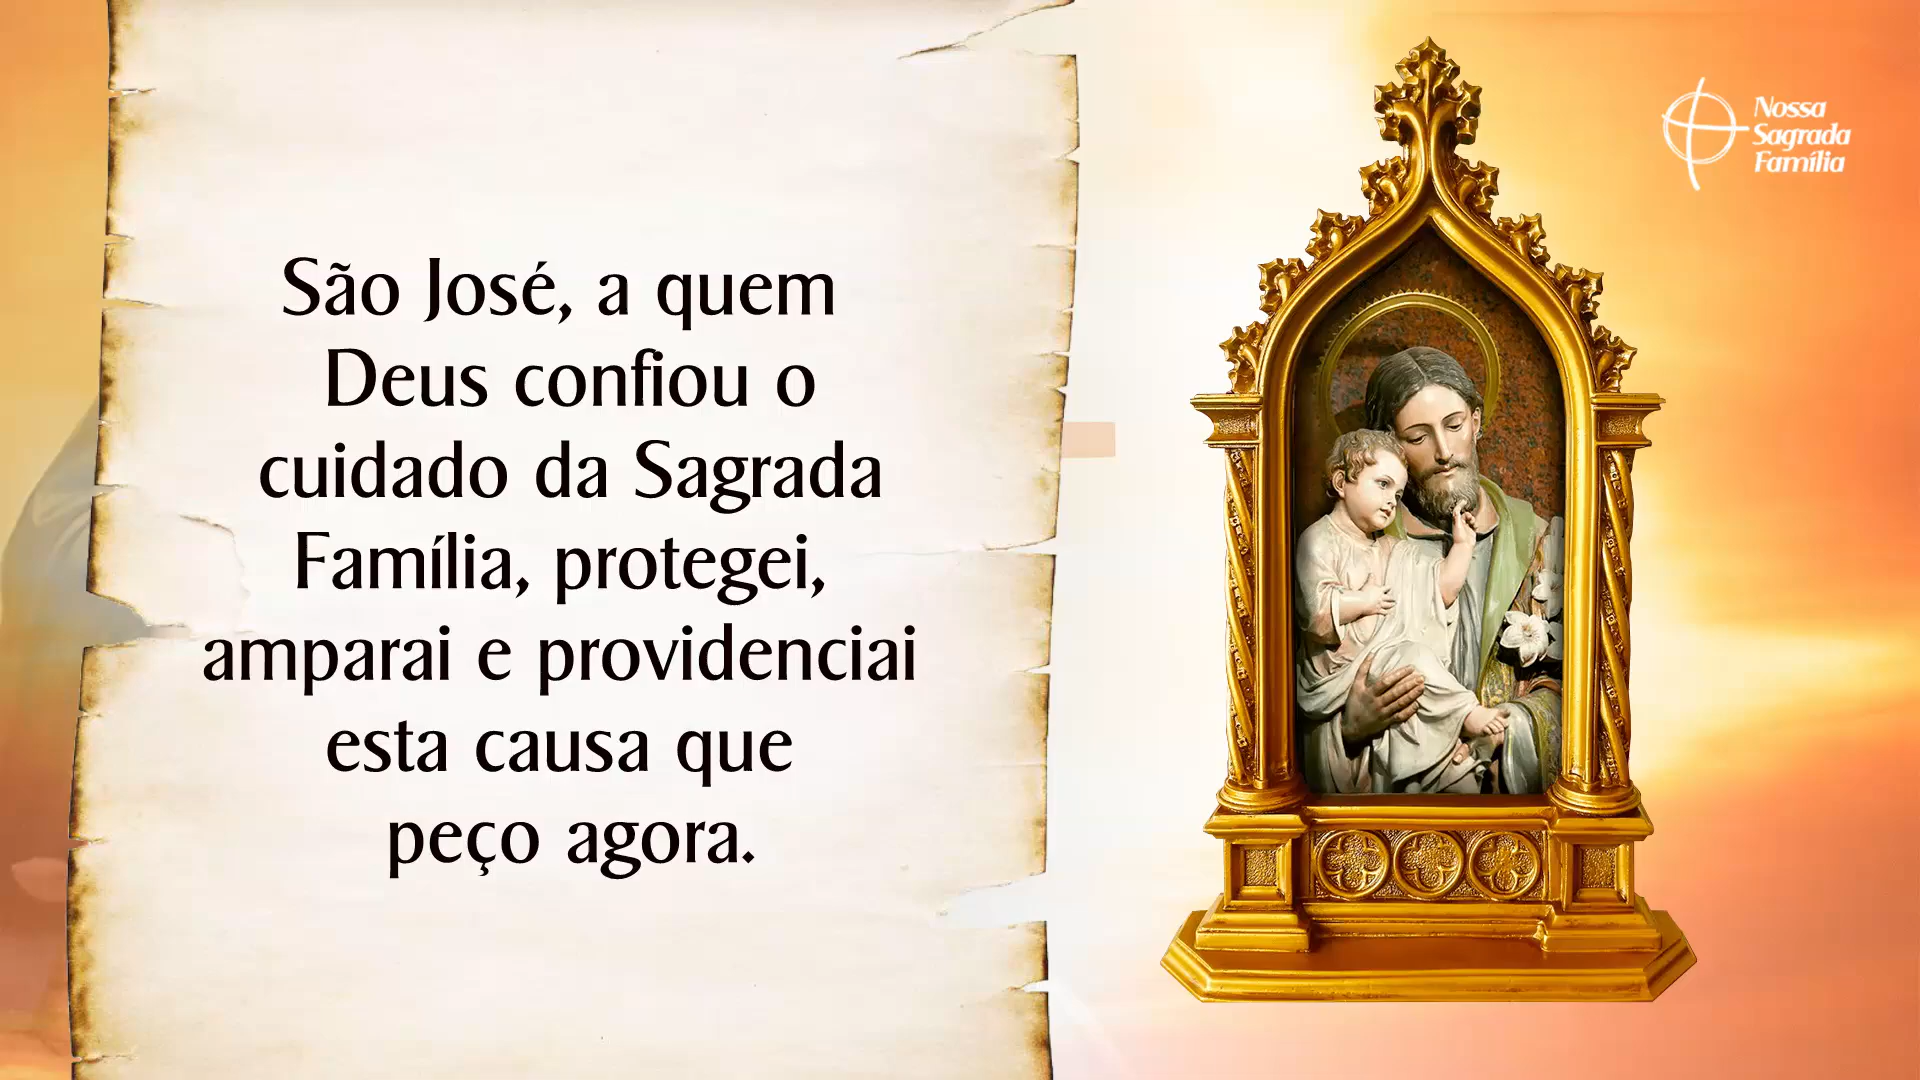 São José, a quem
Deus confiou o
cuidado da Sagrada
Família, protegei,
amparai e providenciai
esta causa que
peço agora.
Nossa
Sagrada
Família